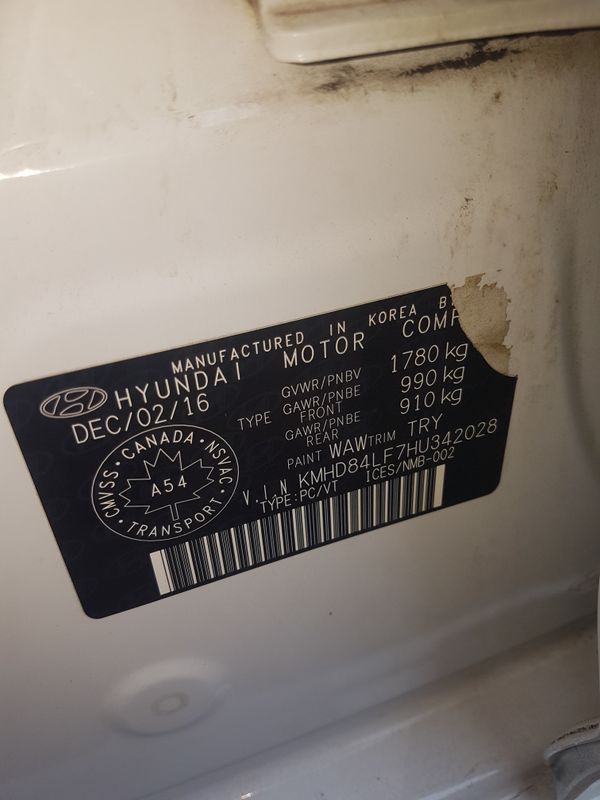 MANUFACTURED IN KOREA B
HYUNDAI MOTOR COMP
DEC/02/16
TYPE
GVWR/PNBV 1780 kg
GAWR/PNBE FRONT 990 kg
GAWR/PNBE REAR 910 kg
PAINT WAW TRIM TRY
V.I.N KMHD84LF7HU342028
TYPE:PC/VT ICES/NMB-002
CMVSS • CANADA • NSVAC • TRANSPORT •
A54